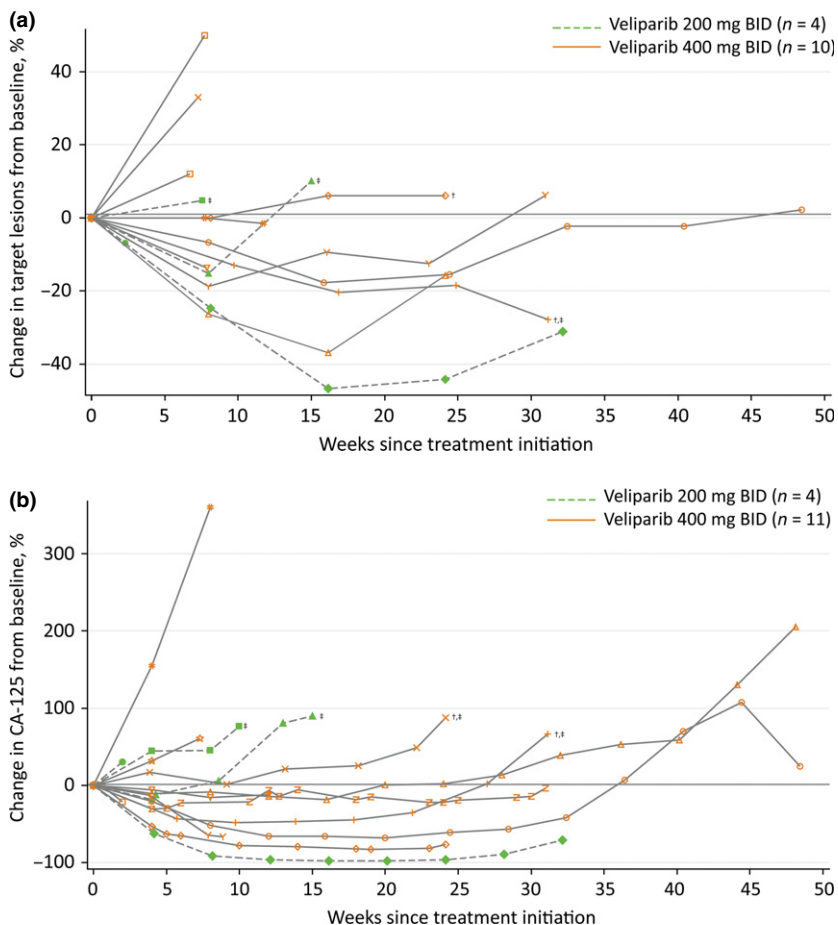 (a)
Veliparib 200 mg BID (n = 4)
Veliparib 400 mg BID (n = 10)
Change in target lesions from baseline, %
40
20
0
−20
−40
‡
‡
†
†,‡
0 5 10 15 20 25 30 35 40 45 50
Weeks since treatment initiation
(b)
Veliparib 200 mg BID (n = 4)
Veliparib 400 mg BID (n = 11)
Change in CA-125 from baseline, %
300
200
100
0
−100
‡
‡
†,‡
†,‡
0 5 10 15 20 25 30 35 40 45 50
Weeks since treatment initiation